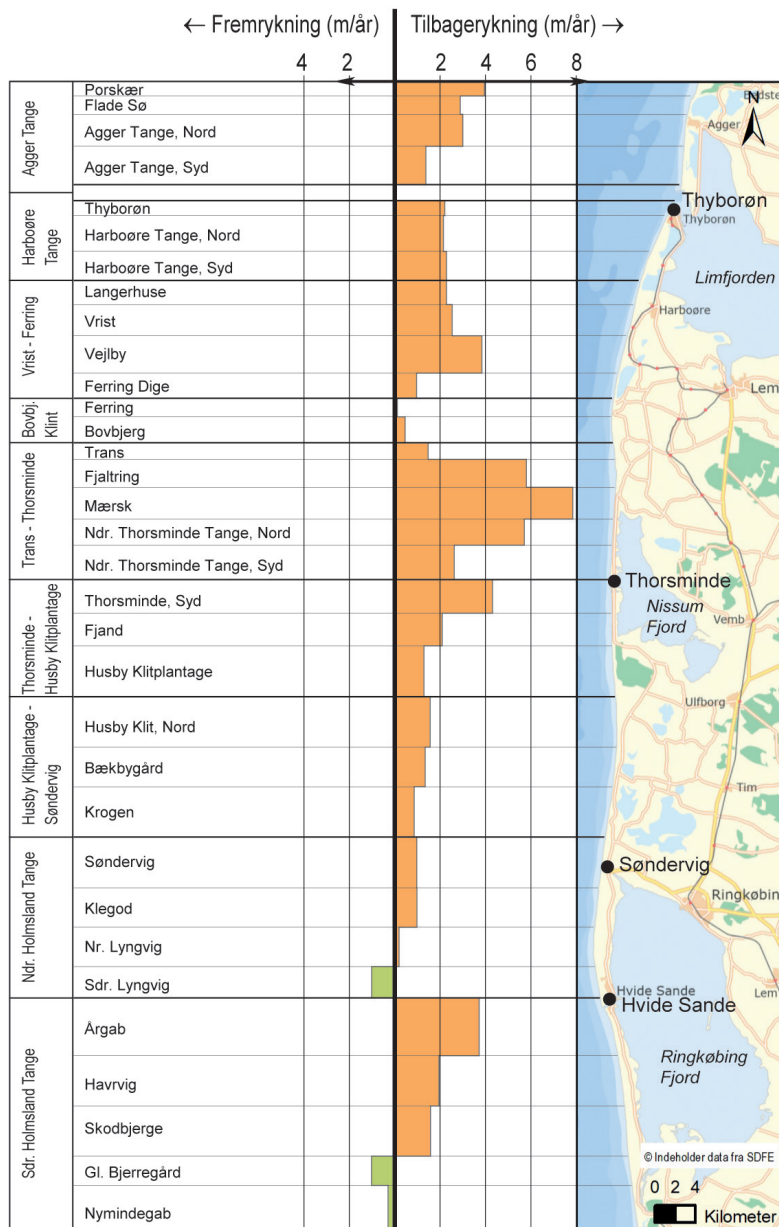 ← Fremrykning (m/år)
Tilbagerykning (m/år) →
4 2 2 4 6 8
Agger Tange
Porskær
Flade Sø
Agger Tange, Nord
Agger Tange, Syd
Harboøre
Tange
Thyborøn
Harboøre Tange, Nord
Harboøre Tange, Syd
Vrist - Ferring
Langerhuse
Vrist
Vejlby
Ferring Dige
Bovbj.
Klint
Ferring
Bovbjerg
Trans - Thorsminde
Trans
Fjaltring
Mærsk
Ndr. Thorsminde Tange, Nord
Ndr. Thorsminde Tange, Syd
Thorsminde -
Husby Klitplantage
Thorsminde, Syd
Fjand
Husby Klitplantage
Husby Klitplantage -
Søndervig
Husby Klit, Nord
Bækbygård
Krogen
Ndr. Holmsland Tange
Søndervig
Klegod
Nr. Lyngvig
Sdr. Lyngvig
Sdr. Holmsland Tange
Årgab
Havrvig
Skodbjerge
Gl. Bjerregård
Nymindegab
N
Agger
Thyborøn
Thyborøn
Limfjorden
Harboøre
Lem
Thorsminde
Nissum
Fjord
Vemb
Ulfborg
Tim
Søndervig
Ringkøbin
Hvide Sande
Hvide Sande
Lem
Ringkøbing
Fjord
© Indeholder data fra SDFE
0 2 4
Kilometer